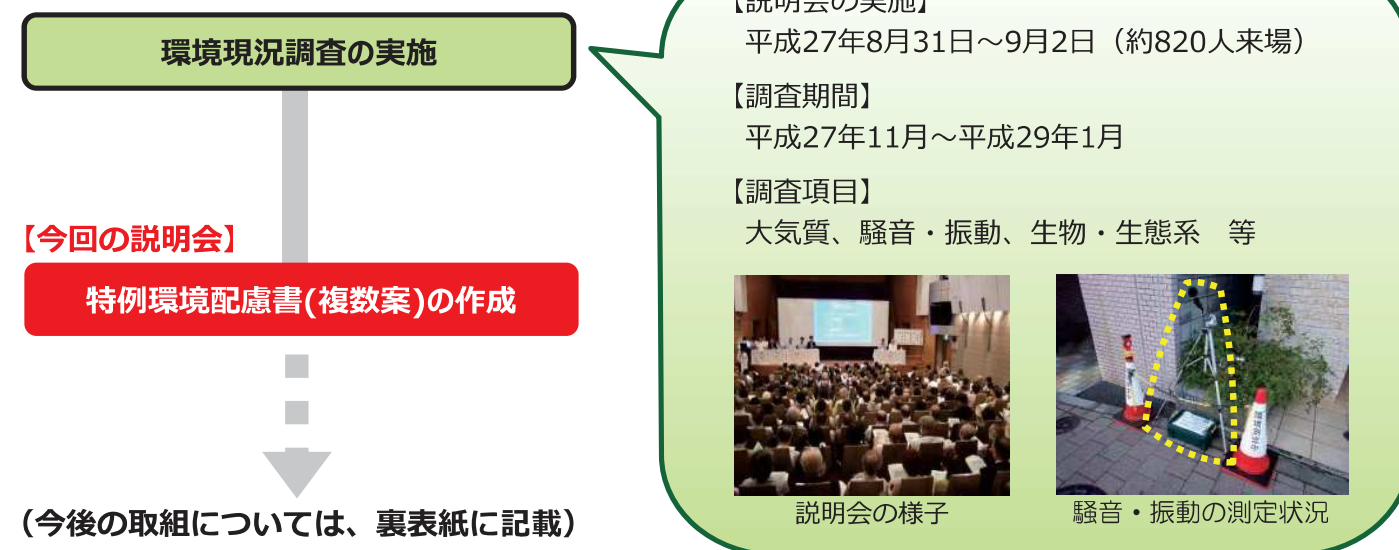 環境現況調査の実施
【今回の説明会】
特例環境配慮書(複数案)の作成
（今後の取組については、裏表紙に記載）
【説明会の実施】
平成27年8月31日～9月2日（約820人来場）
【調査期間】
平成27年11月～平成29年1月
【調査項目】
大気質、騒音・振動、生物・生態系　等
説明会の様子
騒音・振動の測定状況